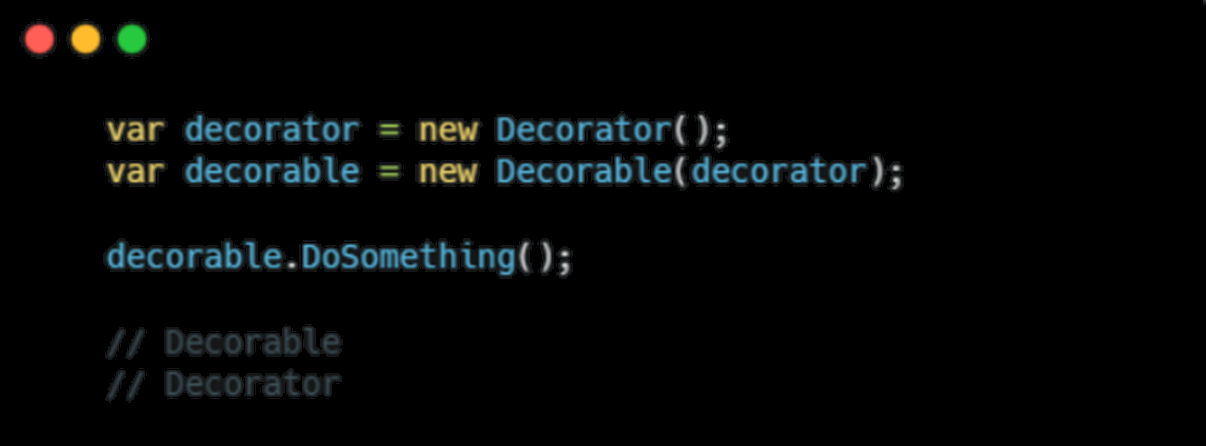 var decorator = new Decorator();
var decorable = new Decorable(decorator);
decorable.DoSomething();
// Decorable
// Decorator